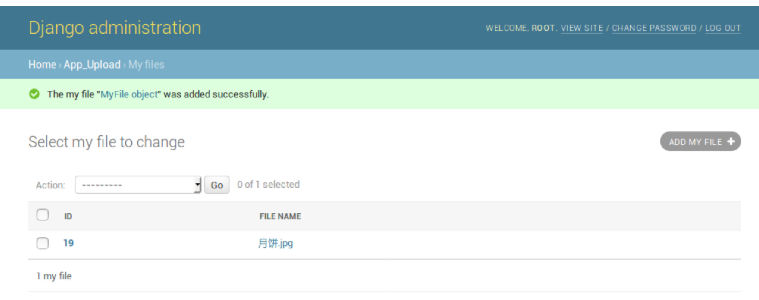 Django administration
WELCOME, ROOT. VIEW SITE / CHANGE PASSWORD / LOG OUT
Home › App_Upload › My files
The my file "MyFile object" was added successfully.
Select my file to change
ADD MY FILE +
Action: --------- Go 0 of 1 selected
ID FILE NAME
19 月饼.jpg
1 my file